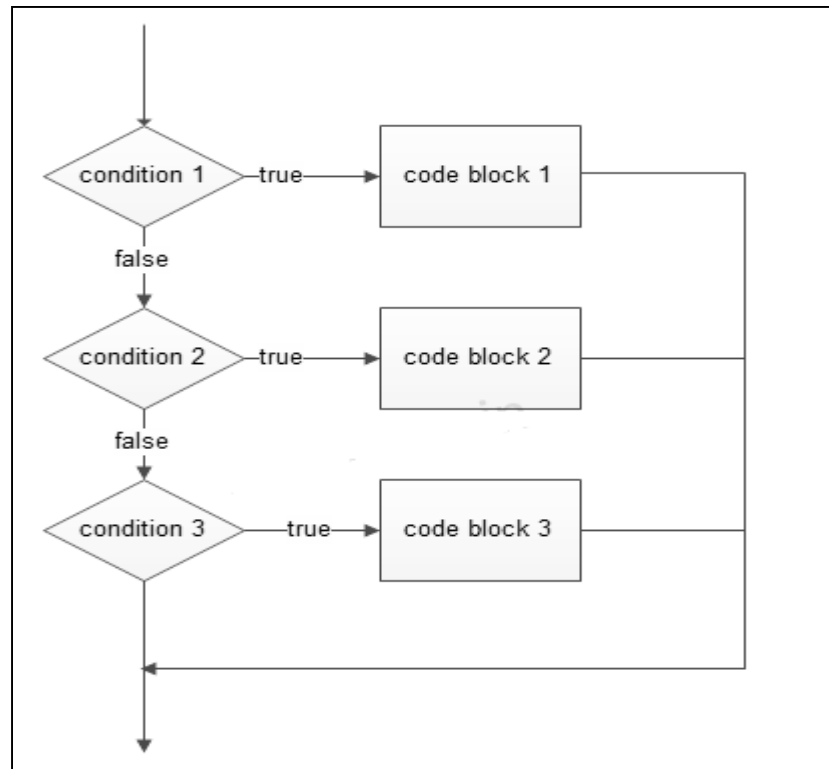 condition 1
true
code block 1
false
condition 2
true
code block 2
false
condition 3
true
code block 3